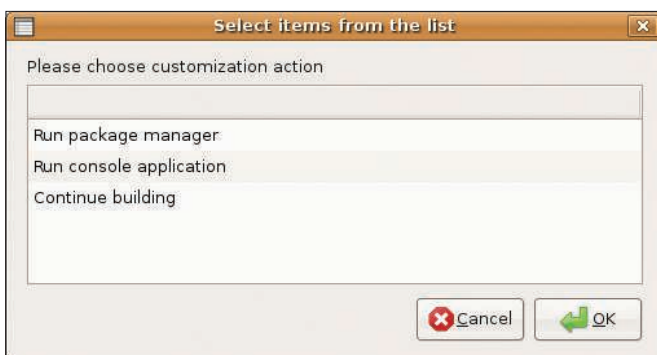 Select items from the list
Please choose customization action
Run package manager
Run console application
Continue building
Cancel
OK